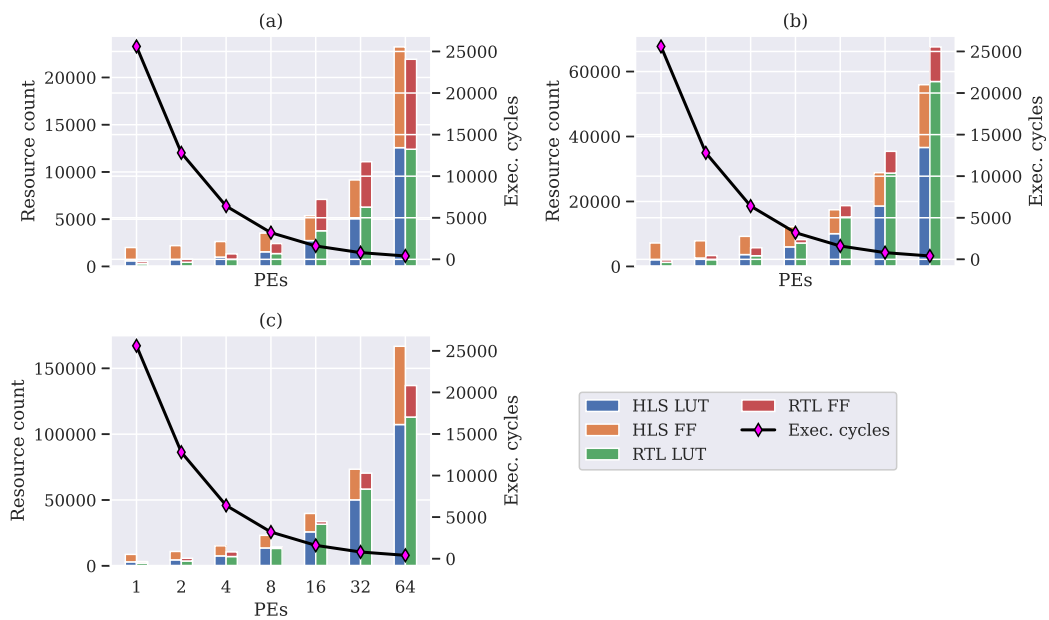 (a)
Resource count
20000
15000
10000
5000
0
25000
20000
15000
10000
5000
0
Exec. cycles
PEs
(b)
Resource count
60000
40000
20000
0
25000
20000
15000
10000
5000
0
Exec. cycles
PEs
(c)
Resource count
150000
100000
50000
0
25000
20000
15000
10000
5000
0
Exec. cycles
1 2 4 8 16 32 64
PEs
HLS LUT
HLS FF
RTL LUT
RTL FF
Exec. cycles